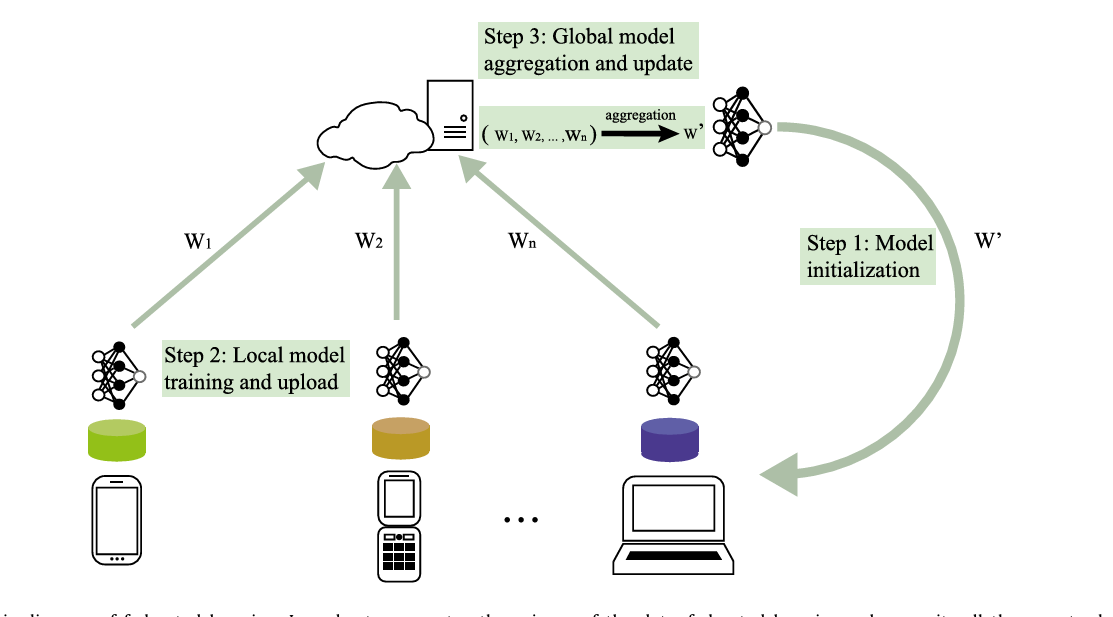 Step 3: Global model
aggregation and update
aggregation
( W1, W2, ... ,Wn ) W'
W1
W2
Wn
Step 1: Model
initialization
W'
Step 2: Local model
training and upload
...